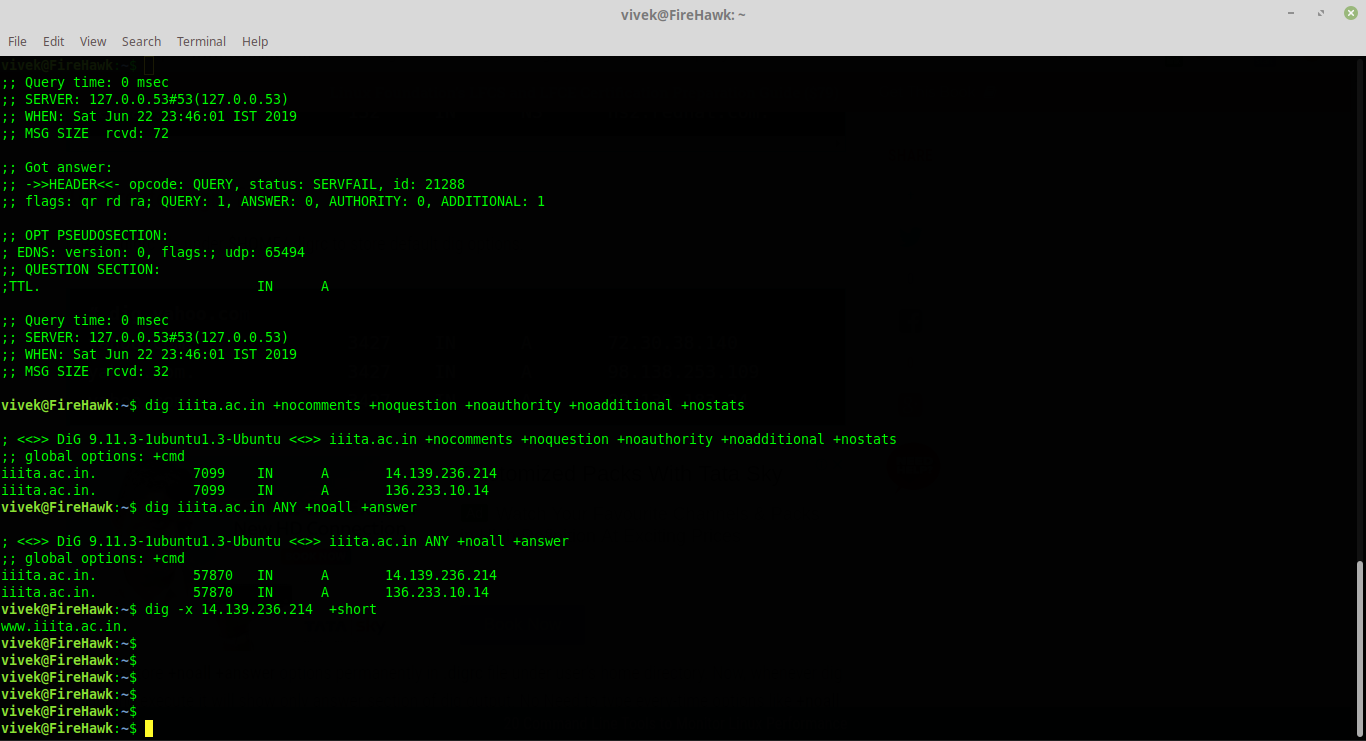 vivek@FireHawk: ~
File Edit View Search Terminal Help
vivek@FireHawk:~$
;; Query time: 0 msec
;; SERVER: 127.0.0.53#53(127.0.0.53)
;; WHEN: Sat Jun 22 23:46:01 IST 2019
;; MSG SIZE  rcvd: 72

;; Got answer:
;; ->>HEADER<<- opcode: QUERY, status: SERVFAIL, id: 21288
;; flags: qr rd ra; QUERY: 1, ANSWER: 0, AUTHORITY: 0, ADDITIONAL: 1

;; OPT PSEUDOSECTION:
; EDNS: version: 0, flags:; udp: 65494
;; QUESTION SECTION:
;TTL.				IN	A

;; Query time: 0 msec
;; SERVER: 127.0.0.53#53(127.0.0.53)
;; WHEN: Sat Jun 22 23:46:01 IST 2019
;; MSG SIZE  rcvd: 32

vivek@FireHawk:~$ dig iiita.ac.in +nocomments +noquestion +noauthority +noadditional +nostats

; <<>> DiG 9.11.3-1ubuntu1.3-Ubuntu <<>> iiita.ac.in +nocomments +noquestion +noauthority +noadditional +nostats
;; global options: +cmd
iiita.ac.in.		7099	IN	A	14.139.236.214
iiita.ac.in.		7099	IN	A	136.233.10.14
vivek@FireHawk:~$ dig iiita.ac.in ANY +noall +answer

; <<>> DiG 9.11.3-1ubuntu1.3-Ubuntu <<>> iiita.ac.in ANY +noall +answer
;; global options: +cmd
iiita.ac.in.		57870	IN	A	14.139.236.214
iiita.ac.in.		57870	IN	A	136.233.10.14
vivek@FireHawk:~$ dig -x 14.139.236.214  +short
www.iiita.ac.in.
vivek@FireHawk:~$
vivek@FireHawk:~$
vivek@FireHawk:~$
vivek@FireHawk:~$
vivek@FireHawk:~$
vivek@FireHawk:~$